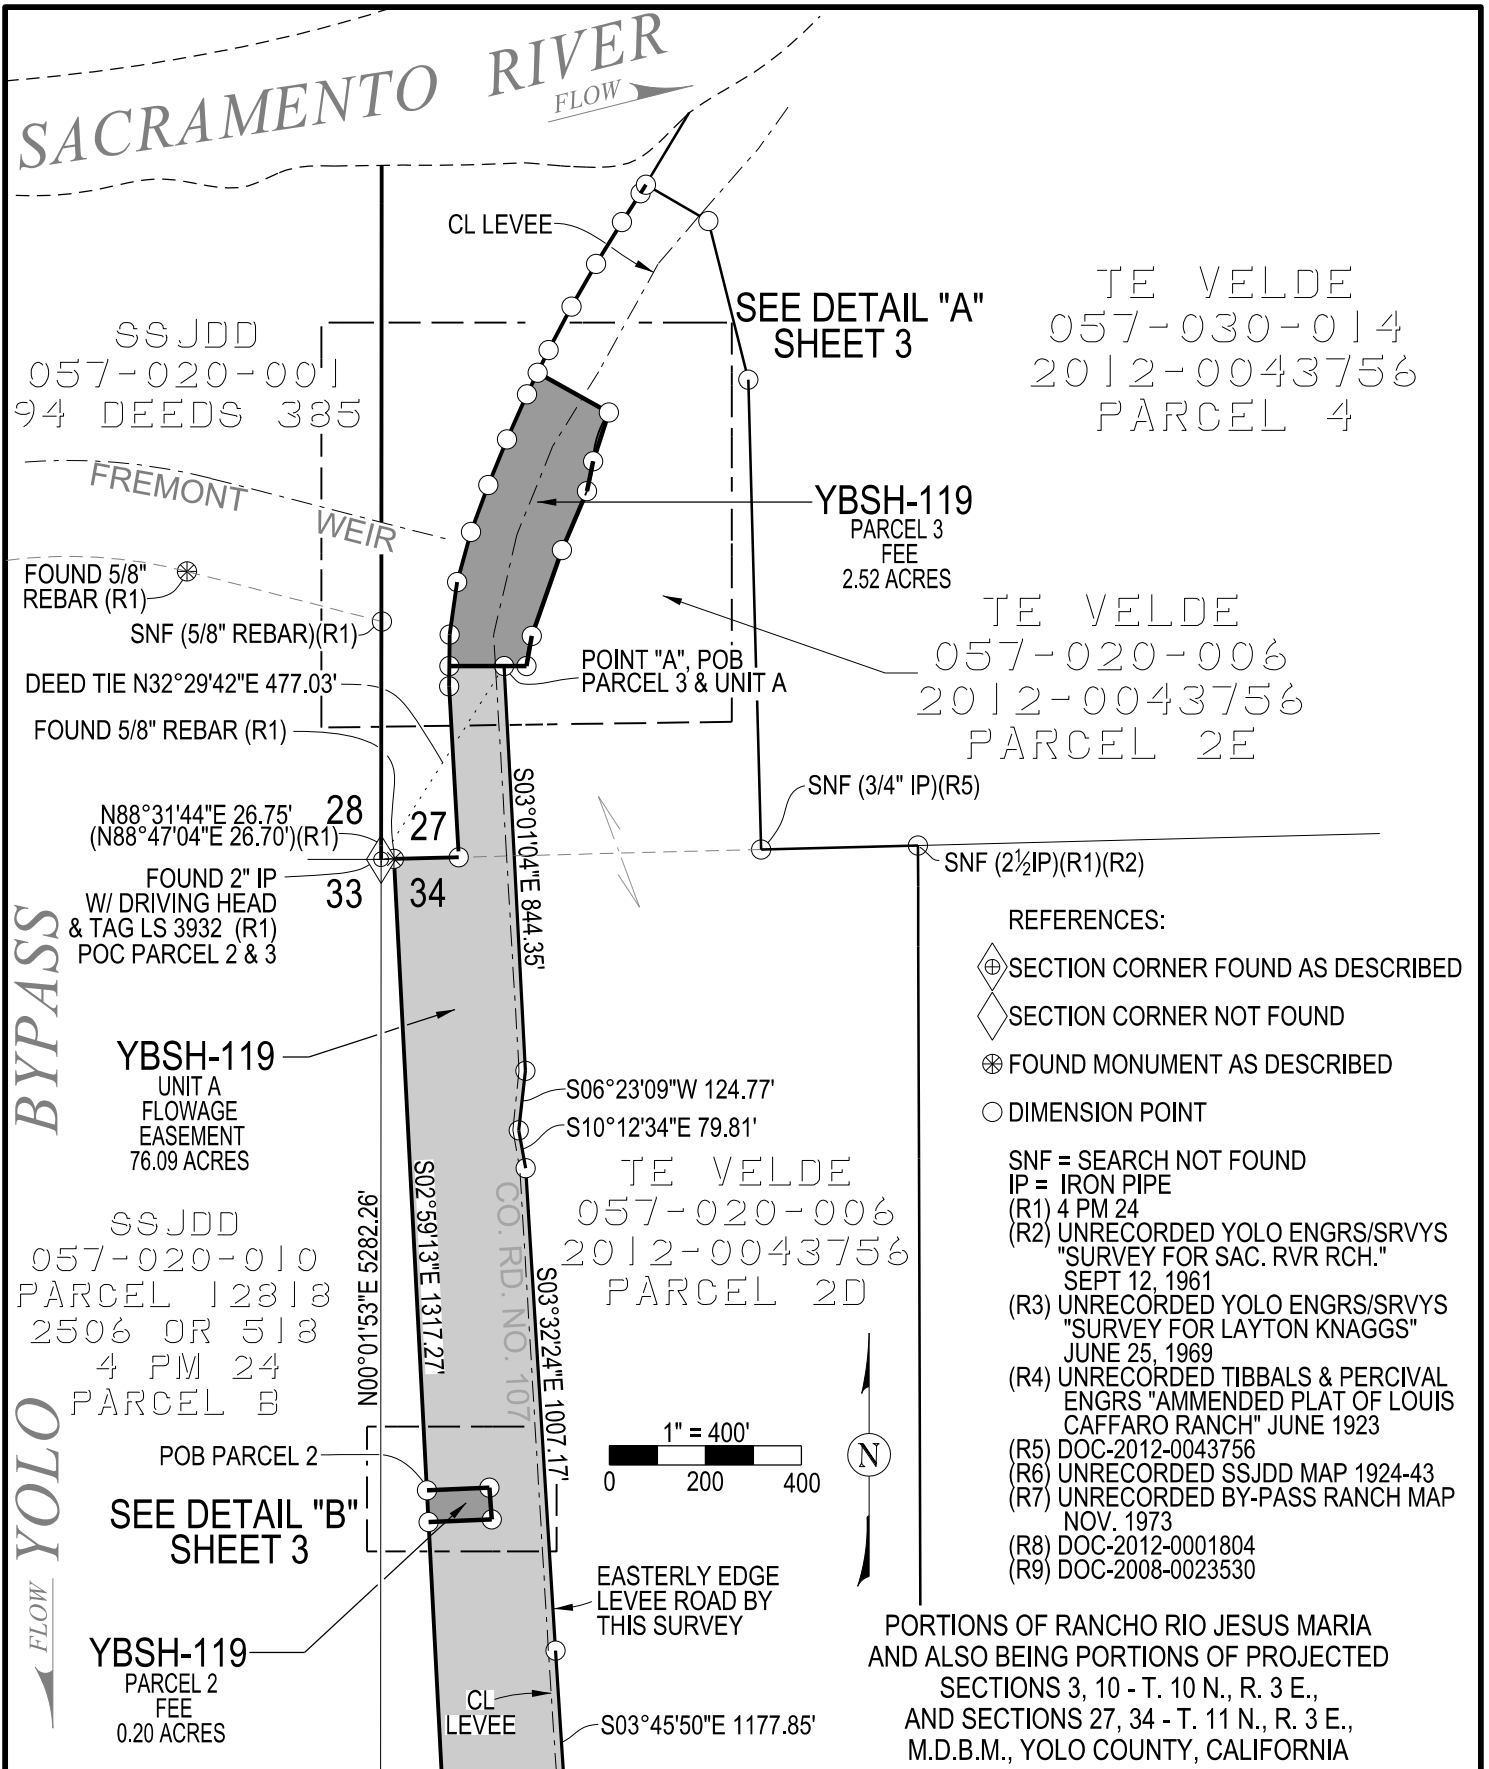 SACRAMENTO RIVER
FLOW
CL LEVEE
SEE DETAIL "A"
SHEET 3
TE VELDE
057-030-014
2012-0043756
PARCEL 4
SSJDD
057-020-001
94 DEEDS 385
FREMONT WEIR
YBSH-119
PARCEL 3
FEE
2.52 ACRES
FOUND 5/8"
REBAR (R1)
SNF (5/8" REBAR)(R1)
TE VELDE
057-020-006
2012-0043756
PARCEL 2E
POINT "A", POB
PARCEL 3 & UNIT A
DEED TIE N32°29'42"E 477.03'
FOUND 5/8" REBAR (R1)
S03°01'04"E 844.35'
SNF (3/4" IP)(R5)
N88°31'44"E 26.75'
(N88°47'04"E 26.70')(R1)
28
27
33
34
SNF (2½IP)(R1)(R2)
FOUND 2" IP
W/ DRIVING HEAD
& TAG LS 3932 (R1)
POC PARCEL 2 & 3
REFERENCES:
SECTION CORNER FOUND AS DESCRIBED
SECTION CORNER NOT FOUND
FOUND MONUMENT AS DESCRIBED
DIMENSION POINT
YBSH-119
UNIT A
FLOWAGE
EASEMENT
76.09 ACRES
S06°23'09"W 124.77'
S10°12'34"E 79.81'
TE VELDE
057-020-006
2012-0043756
PARCEL 2D
SNF = SEARCH NOT FOUND
IP = IRON PIPE
(R1) 4 PM 24
(R2) UNRECORDED YOLO ENGRS/SRVYS
"SURVEY FOR SAC. RVR RCH."
SEPT 12, 1961
(R3) UNRECORDED YOLO ENGRS/SRVYS
"SURVEY FOR LAYTON KNAGGS"
JUNE 25, 1969
(R4) UNRECORDED TIBBALS & PERCIVAL
ENGRS "AMMENDED PLAT OF LOUIS
CAFFARO RANCH" JUNE 1923
(R5) DOC-2012-0043756
(R6) UNRECORDED SSJDD MAP 1924-43
(R7) UNRECORDED BY-PASS RANCH MAP
NOV. 1973
(R8) DOC-2012-0001804
(R9) DOC-2008-0023530
SSJDD
057-020-010
PARCEL 12818
2506 OR 518
4 PM 24
PARCEL B
N00°01'53"E 5282.26'
S02°59'13"E 1317.27'
CO. RD. NO. 107
S03°32'24"E 1007.17'
YOLO BYPASS
FLOW
1" = 400'
0 200 400
N
POB PARCEL 2
SEE DETAIL "B"
SHEET 3
EASTERLY EDGE
LEVEE ROAD BY
THIS SURVEY
YBSH-119
PARCEL 2
FEE
0.20 ACRES
CL
LEVEE
S03°45'50"E 1177.85'
PORTIONS OF RANCHO RIO JESUS MARIA
AND ALSO BEING PORTIONS OF PROJECTED
SECTIONS 3, 10 - T. 10 N., R. 3 E.,
AND SECTIONS 27, 34 - T. 11 N., R. 3 E.,
M.D.B.M., YOLO COUNTY, CALIFORNIA